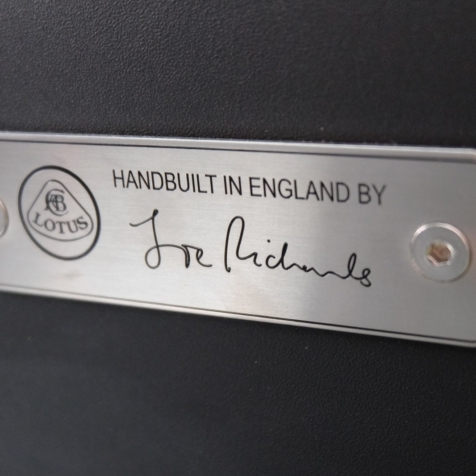 HANDBUILT IN ENGLAND BY
LOTUS
Joe Richards